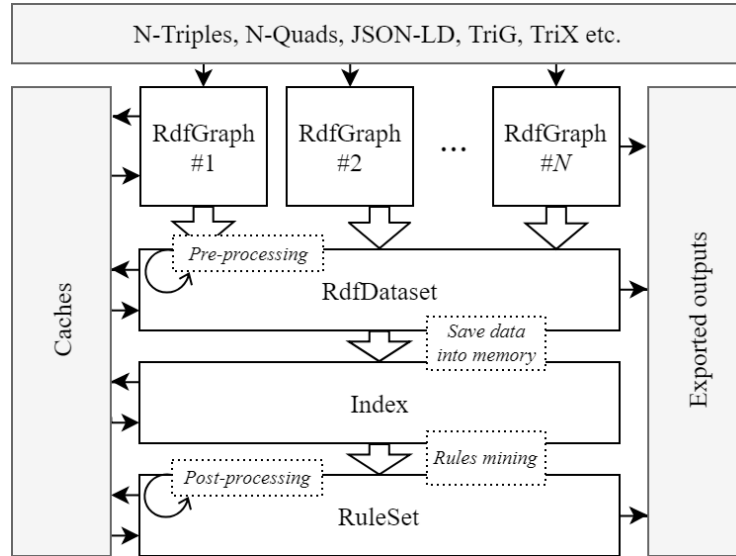 N-Triples, N-Quads, JSON-LD, TriG, TriX etc.
Caches
RdfGraph
#1
RdfGraph
#2
...
RdfGraph
#N
Exported outputs
Pre-processing
RdfDataset
Save data
into memory
Index
Rules mining
Post-processing
RuleSet